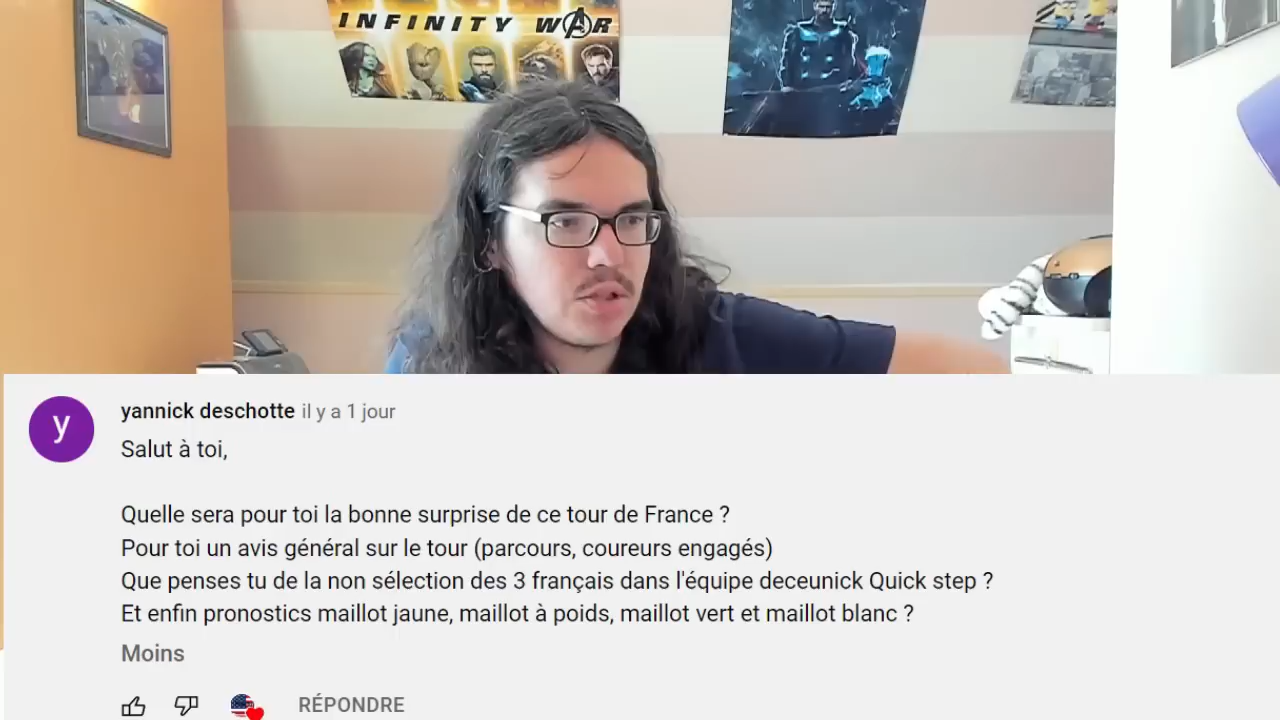 INFINITY WAR
y
yannick deschotte il y a 1 jour
Salut à toi,
Quelle sera pour toi la bonne surprise de ce tour de France ?
Pour toi un avis général sur le tour (parcours, coureurs engagés)
Que penses tu de la non sélection des 3 français dans l'équipe deceunick Quick step ?
Et enfin pronostics maillot jaune, maillot à poids, maillot vert et maillot blanc ?
Moins
RÉPONDRE